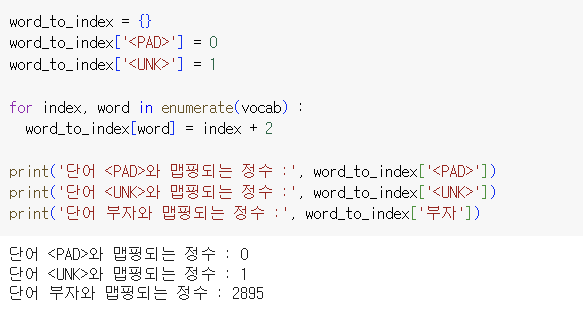 word_to_index = {}
word_to_index['<PAD>'] = 0
word_to_index['<UNK>'] = 1
for index, word in enumerate(vocab) :
  word_to_index[word] = index + 2
print('단어 <PAD>와 맵핑되는 정수 :', word_to_index['<PAD>'])
print('단어 <UNK>와 맵핑되는 정수 :', word_to_index['<UNK>'])
print('단어 부자와 맵핑되는 정수 :', word_to_index['부자'])
단어 <PAD>와 맵핑되는 정수 : 0
단어 <UNK>와 맵핑되는 정수 : 1
단어 부자와 맵핑되는 정수 : 2895